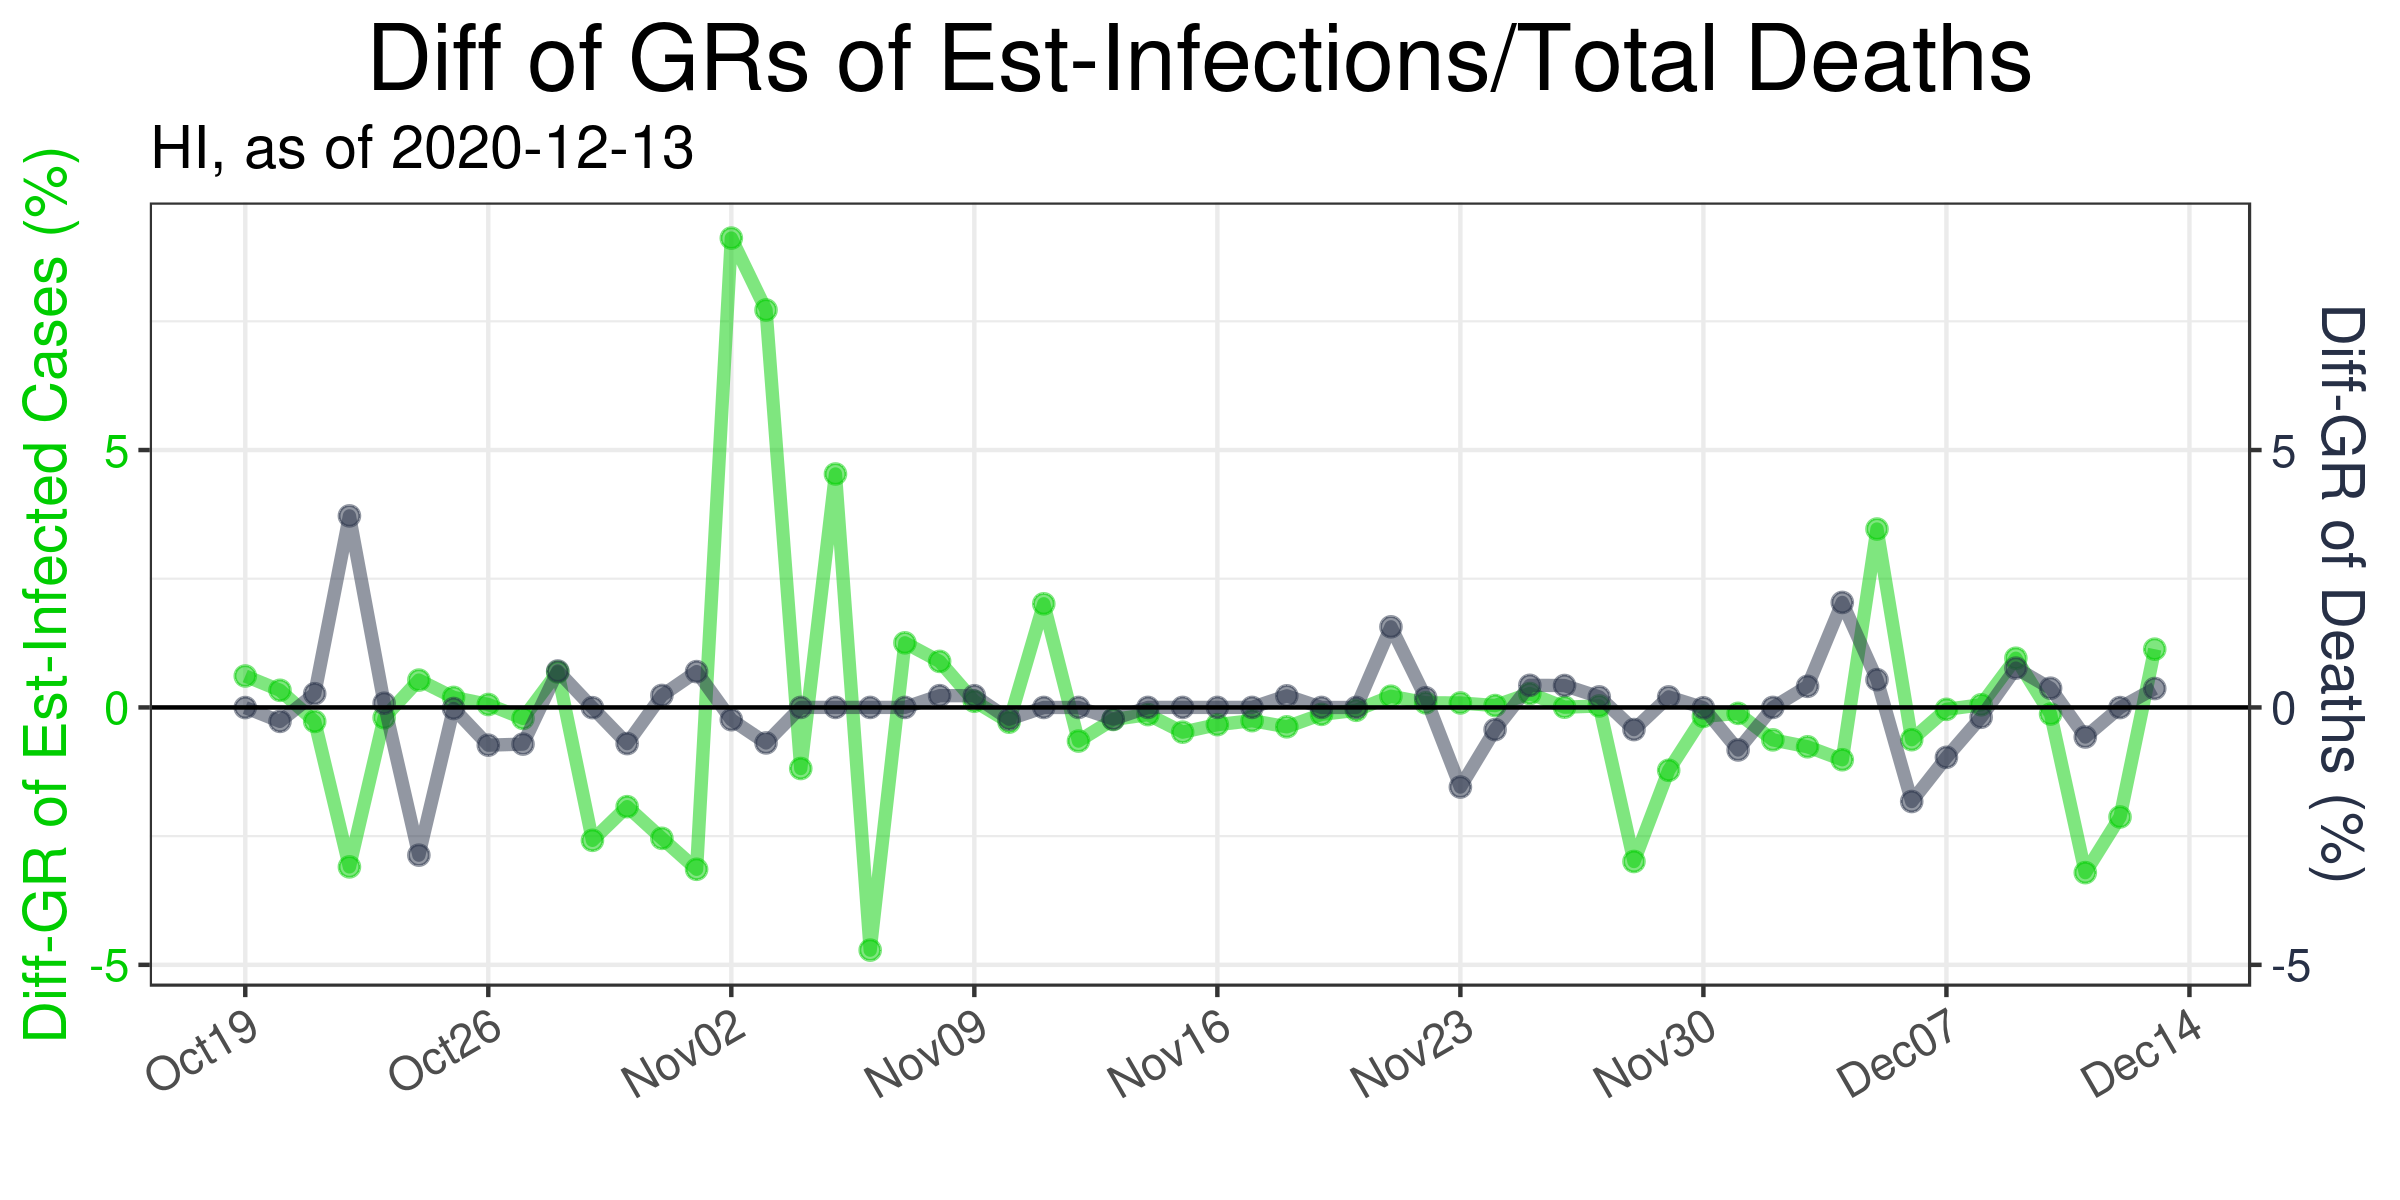 Diff of GRs of Est-Infections/Total Deaths
HI, as of 2020-12-13
Diff-GR of Est-Infected Cases (%)
5
0
-5
5
0
-5
Diff-GR of Deaths (%)
Oct19
Oct26
Nov02
Nov09
Nov16
Nov23
Nov30
Dec07
Dec14